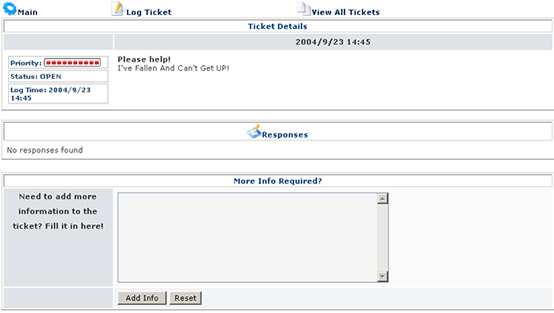 Main
Log Ticket
View All Tickets
Ticket Details
2004/9/23 14:45
Priority:
Status: OPEN
Log Time: 2004/9/23
14:45
Please help!
I've Fallen And Can't Get UP!
Responses
No responses found
More Info Required?
Need to add more
information to the
ticket? Fill it in here!
Add Info
Reset